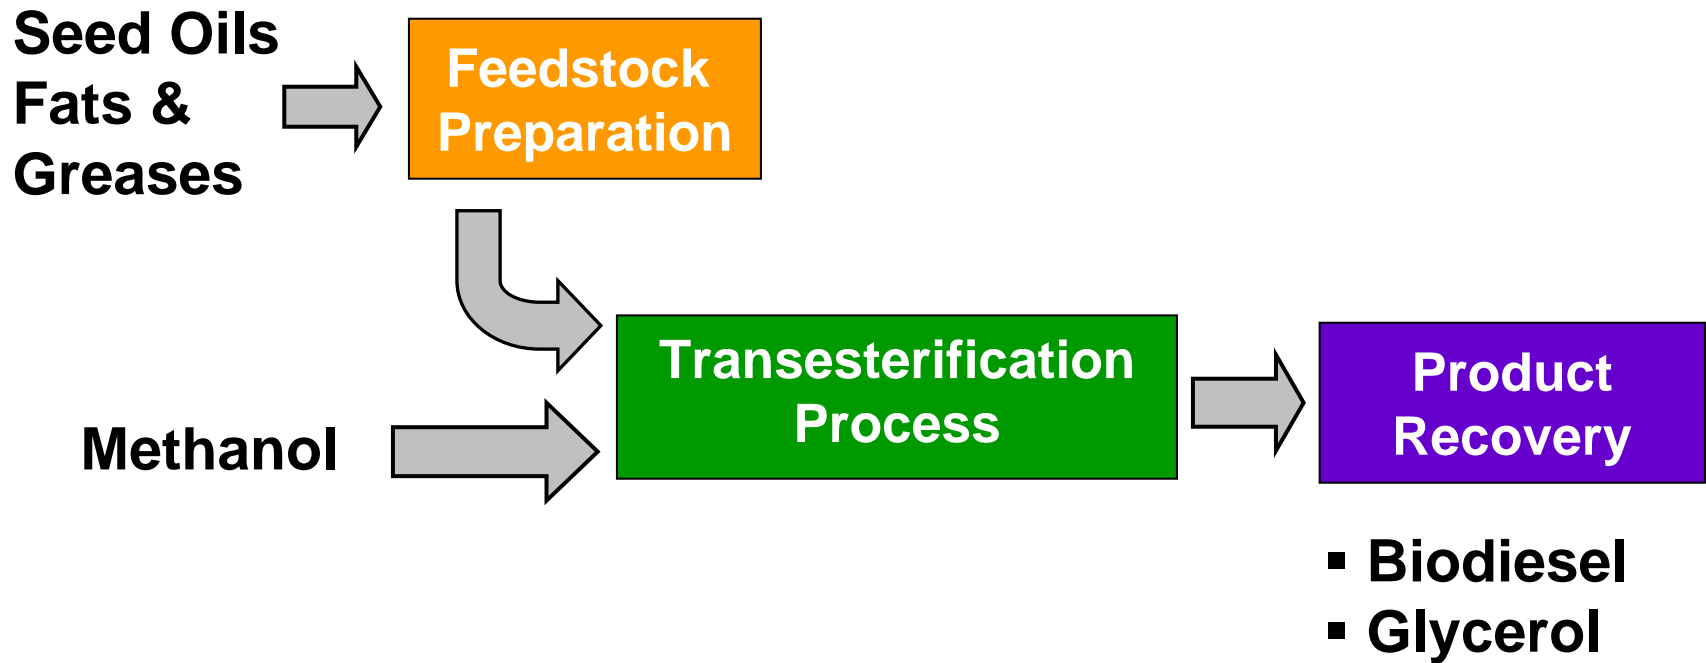 Seed Oils
Fats &
Greases
Feedstock
Preparation
Methanol
Transesterification
Process
Product
Recovery
▪ Biodiesel
▪ Glycerol